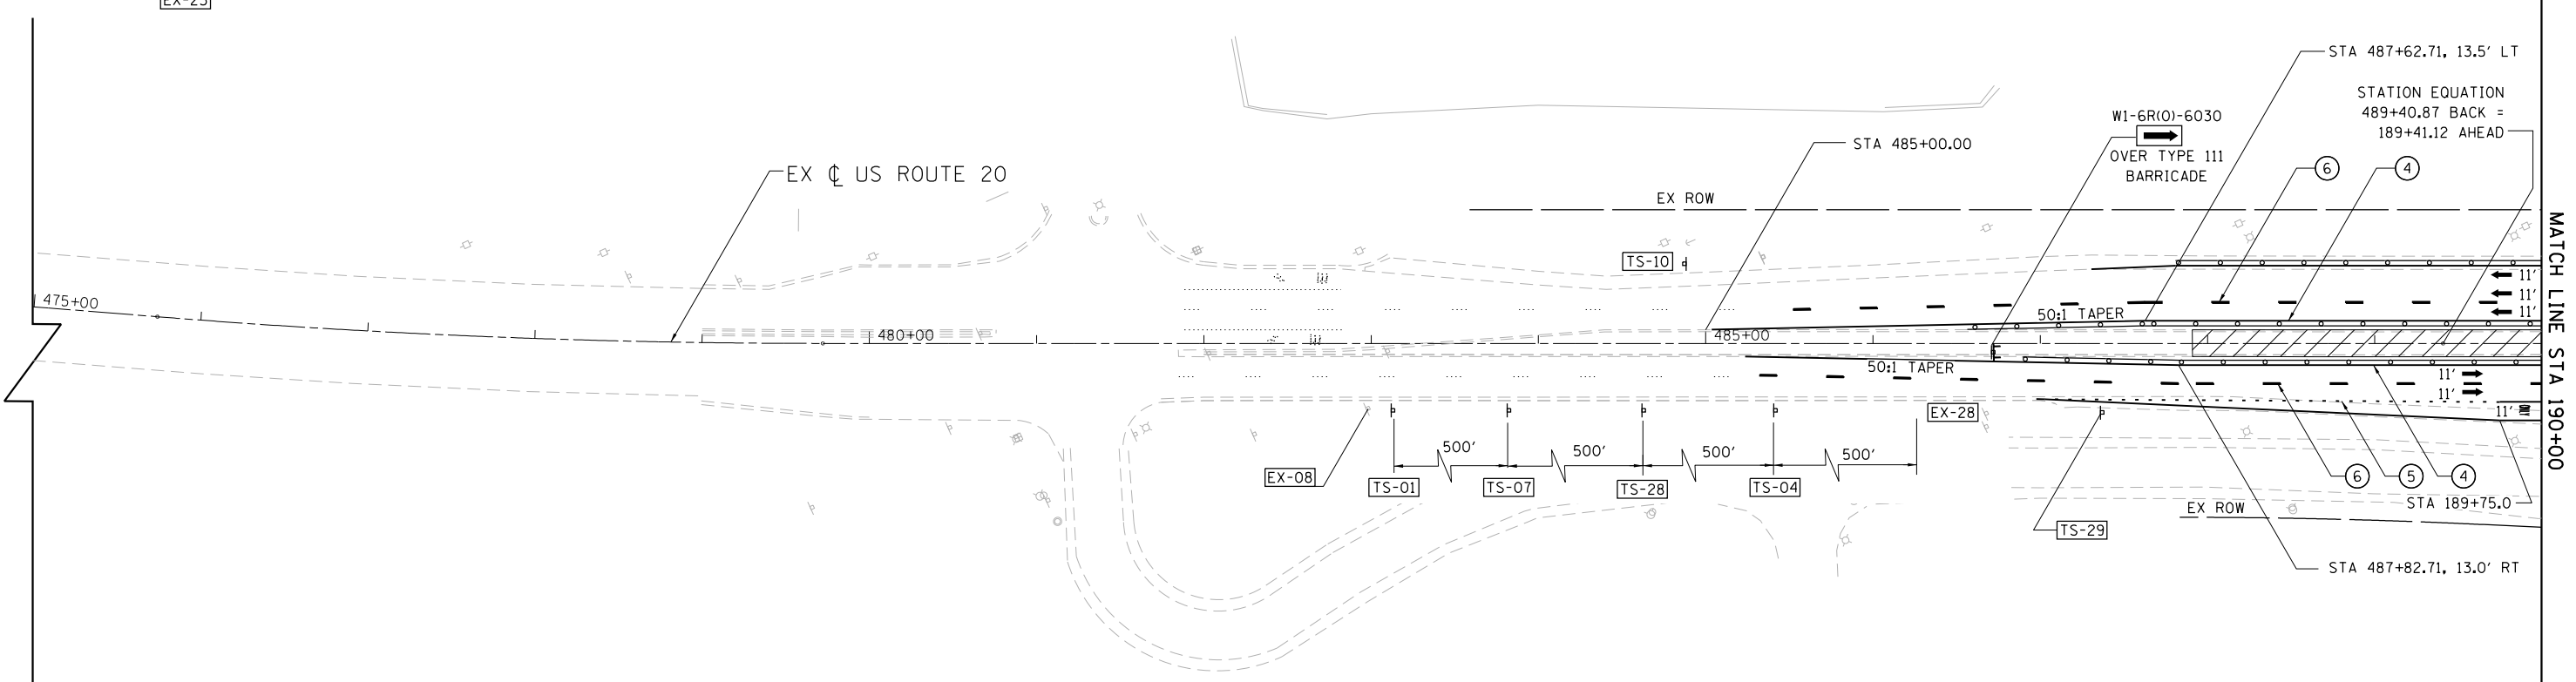 EX-25
STA 487+62.71, 13.5' LT
STATION EQUATION
489+40.87 BACK =
189+41.12 AHEAD
W1-6R(O)-6030
OVER TYPE 111
BARRICADE
STA 485+00.00
6
4
EX ℄ US ROUTE 20
EX ROW
TS-10
475+00
480+00
485+00
50:1 TAPER
11'
11'
11'
50:1 TAPER
11'
11'
11'
MATCH LINE STA 190+00
EX-28
500'
500'
500'
500'
EX-08
TS-01
TS-07
TS-28
TS-04
6
5
4
STA 189+75.0
EX ROW
TS-29
STA 487+82.71, 13.0' RT